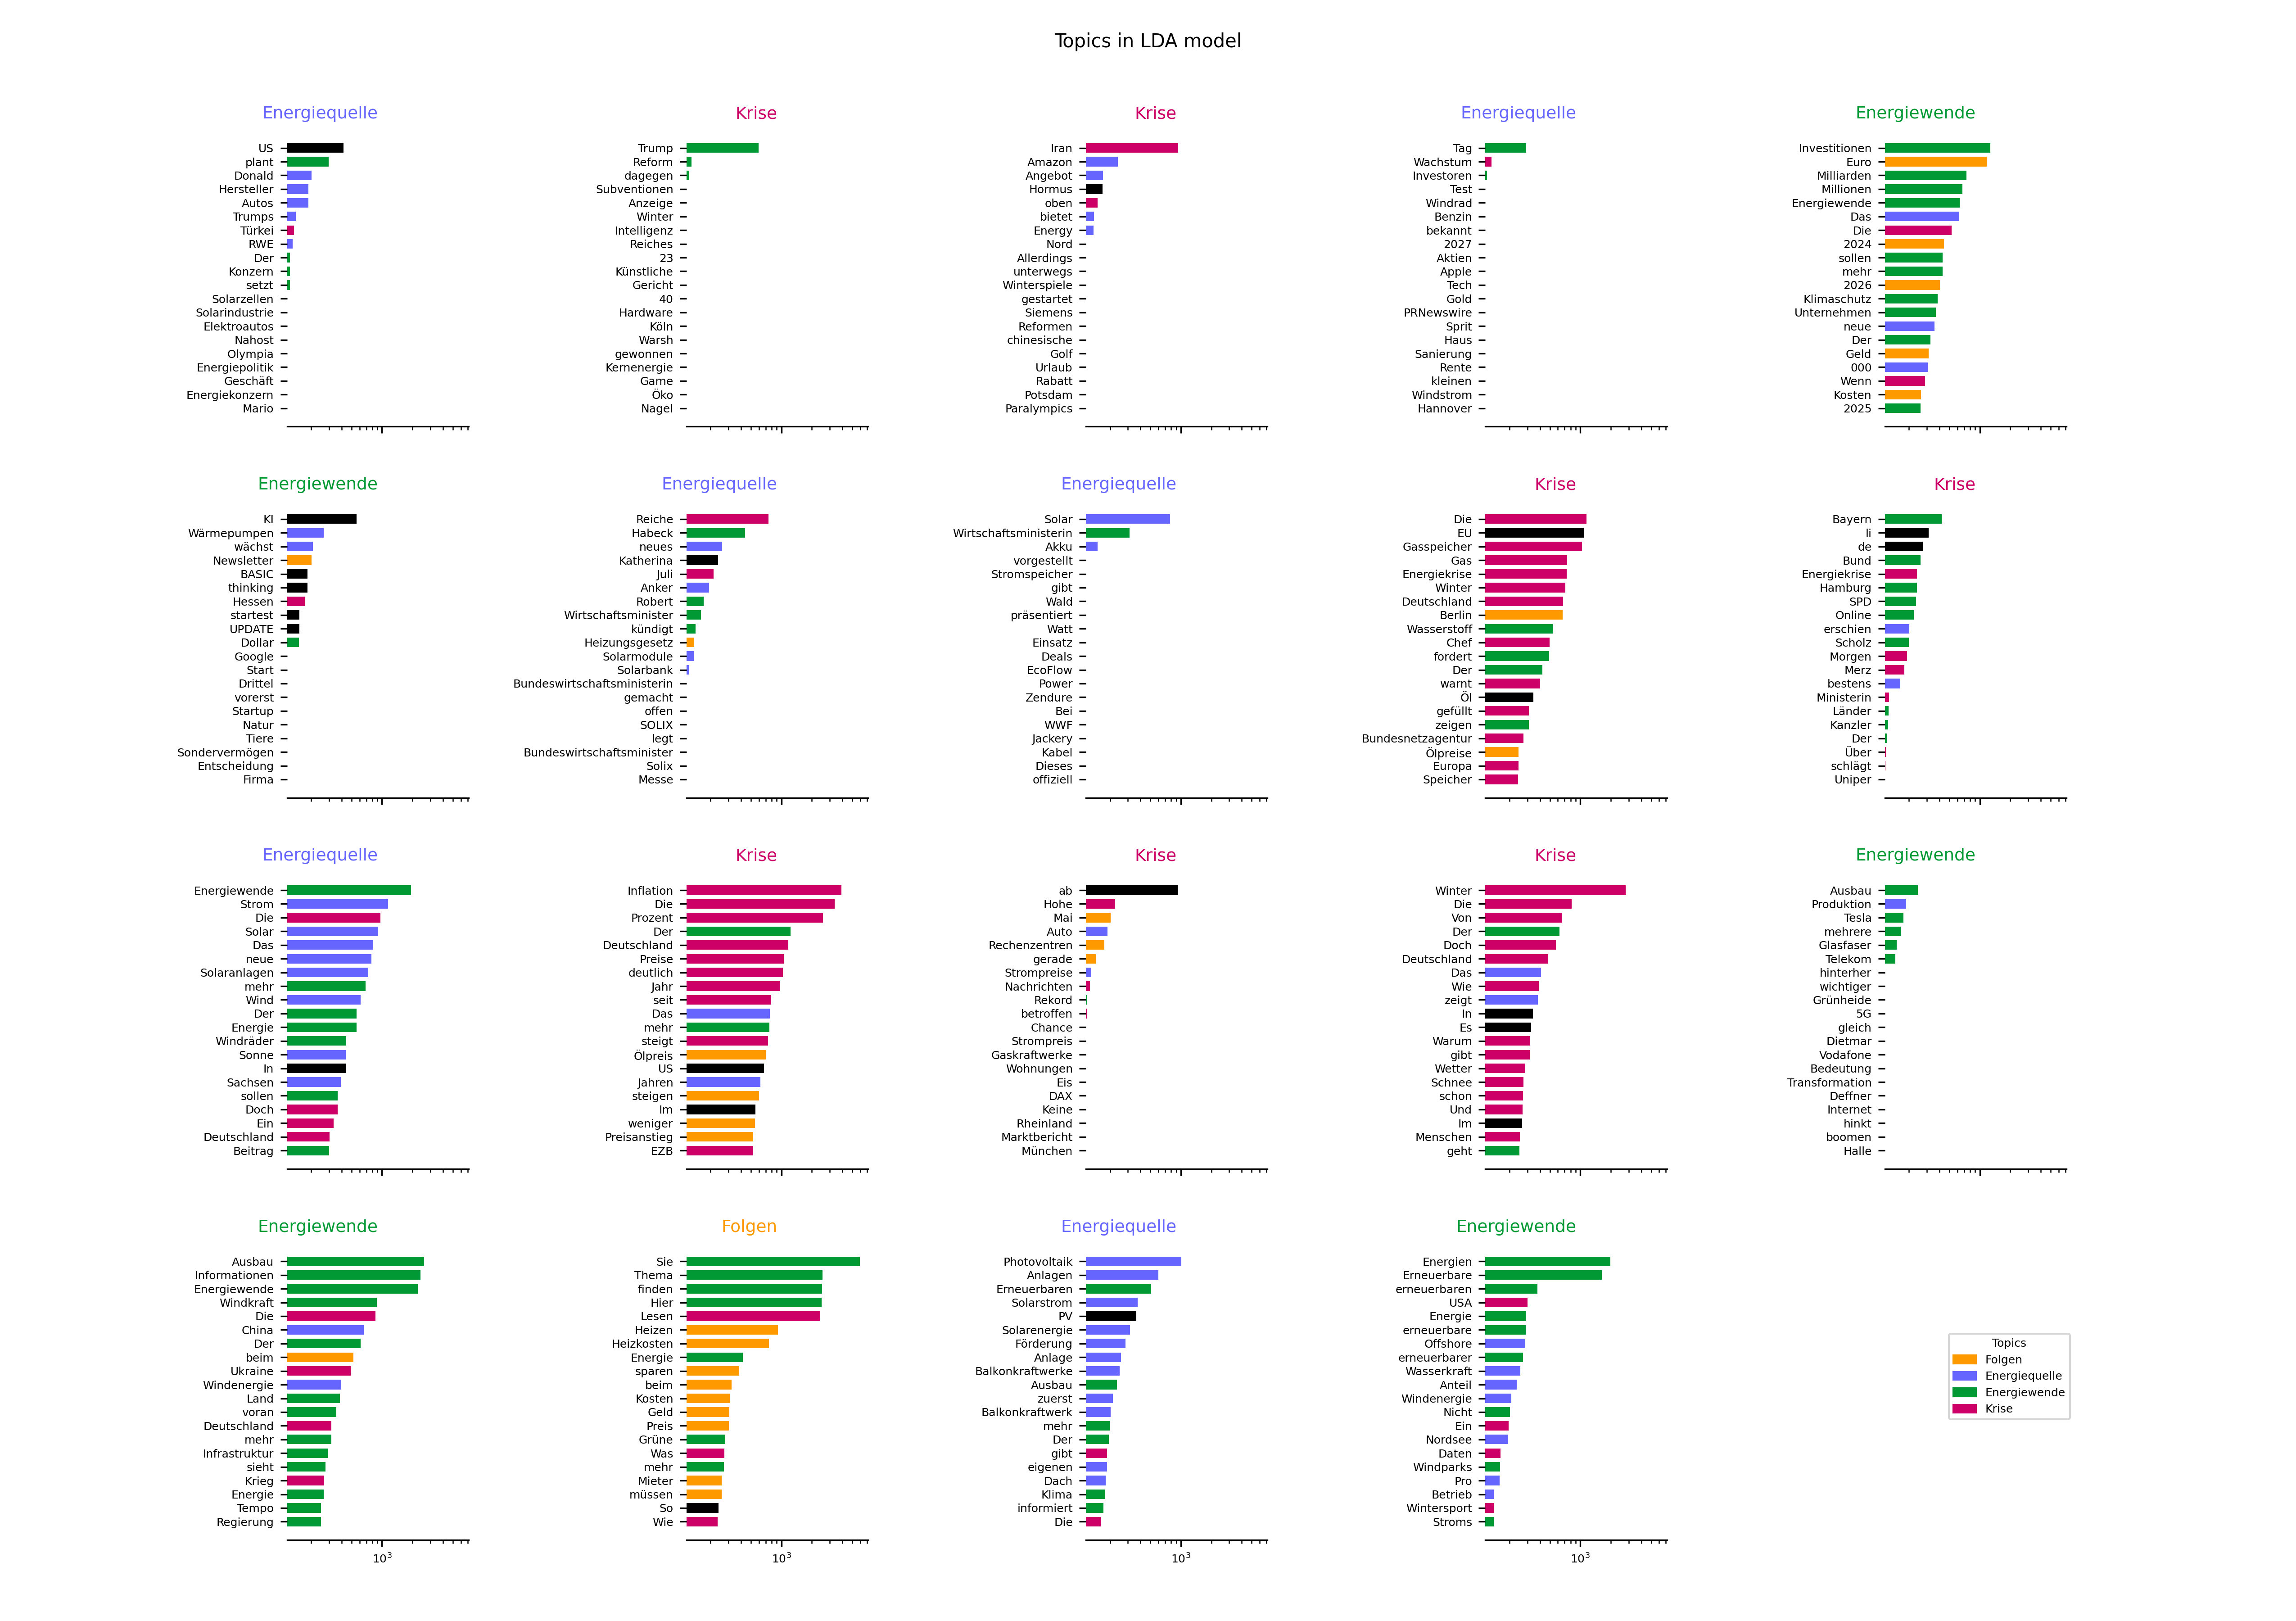 Topics in LDA model
Energiequelle
US
plant
Donald
Hersteller
Autos
Trumps
Türkei
RWE
Der
Konzern
setzt
Solarzellen
Solarindustrie
Elektroautos
Nahost
Olympia
Energiepolitik
Geschäft
Energiekonzern
Mario
Krise
Trump
Reform
dagegen
Subventionen
Anzeige
Winter
Intelligenz
Reiches
23
Künstliche
Gericht
40
Hardware
Köln
Warsh
gewonnen
Kernenergie
Game
Öko
Nagel
Krise
Iran
Amazon
Angebot
Hormus
oben
bietet
Energy
Nord
Allerdings
unterwegs
Winterspiele
gestartet
Siemens
Reformen
chinesische
Golf
Urlaub
Rabatt
Potsdam
Paralympics
Energiequelle
Tag
Wachstum
Investoren
Test
Windrad
Benzin
bekannt
2027
Aktien
Apple
Tech
Gold
PRNewswire
Sprit
Haus
Sanierung
Rente
kleinen
Windstrom
Hannover
Energiewende
Investitionen
Euro
Milliarden
Millionen
Energiewende
Das
Die
2024
sollen
mehr
2026
Klimaschutz
Unternehmen
neue
Der
Geld
000
Wenn
Kosten
2025
Energiewende
KI
Wärmepumpen
wächst
Newsletter
BASIC
thinking
Hessen
startest
UPDATE
Dollar
Google
Start
Drittel
vorerst
Startup
Natur
Tiere
Sondervermögen
Entscheidung
Firma
Energiequelle
Reiche
Habeck
neues
Katherina
Juli
Anker
Robert
Wirtschaftsminister
kündigt
Heizungsgesetz
Solarmodule
Solarbank
Bundeswirtschaftsministerin
gemacht
offen
SOLIX
legt
Bundeswirtschaftsminister
Solix
Messe
Energiequelle
Solar
Wirtschaftsministerin
Akku
vorgestellt
Stromspeicher
gibt
Wald
präsentiert
Watt
Einsatz
Deals
EcoFlow
Power
Zendure
Bei
WWF
Jackery
Kabel
Dieses
offiziell
Krise
Die
EU
Gasspeicher
Gas
Energiekrise
Winter
Deutschland
Berlin
Wasserstoff
Chef
fordert
Der
warnt
Öl
gefüllt
zeigen
Bundesnetzagentur
Ölpreise
Europa
Speicher
Krise
Bayern
li
de
Bund
Energiekrise
Hamburg
SPD
Online
erschien
Scholz
Morgen
Merz
bestens
Ministerin
Länder
Kanzler
Der
Über
schlägt
Uniper
Energiequelle
Energiewende
Strom
Die
Solar
Das
neue
Solaranlagen
mehr
Wind
Der
Energie
Windräder
Sonne
In
Sachsen
sollen
Doch
Ein
Deutschland
Beitrag
Krise
Inflation
Die
Prozent
Der
Deutschland
Preise
deutlich
Jahr
seit
Das
mehr
steigt
Ölpreis
US
Jahren
steigen
Im
weniger
Preisanstieg
EZB
Krise
ab
Hohe
Mai
Auto
Rechenzentren
gerade
Strompreise
Nachrichten
Rekord
betroffen
Chance
Strompreis
Gaskraftwerke
Wohnungen
Eis
DAX
Keine
Rheinland
Marktbericht
München
Krise
Winter
Die
Von
Der
Doch
Deutschland
Das
Wie
zeigt
In
Es
Warum
gibt
Wetter
Schnee
schon
Und
Im
Menschen
geht
Energiewende
Ausbau
Produktion
Tesla
mehrere
Glasfaser
Telekom
hinterher
wichtiger
Grünheide
5G
gleich
Dietmar
Vodafone
Bedeutung
Transformation
Deffner
Internet
hinkt
boomen
Halle
Energiewende
Ausbau
Informationen
Energiewende
Windkraft
Die
China
Der
beim
Ukraine
Windenergie
Land
voran
Deutschland
mehr
Infrastruktur
sieht
Krieg
Energie
Tempo
Regierung
10³
Folgen
Sie
Thema
finden
Hier
Lesen
Heizen
Heizkosten
Energie
sparen
beim
Kosten
Geld
Preis
Grüne
Was
mehr
Mieter
müssen
So
Wie
10³
Energiequelle
Photovoltaik
Anlagen
Erneuerbaren
Solarstrom
PV
Solarenergie
Förderung
Anlage
Balkonkraftwerke
Ausbau
zuerst
Balkonkraftwerk
mehr
Der
gibt
eigenen
Dach
Klima
informiert
Die
10³
Energiewende
Energien
Erneuerbare
erneuerbaren
USA
Energie
erneuerbare
Offshore
erneuerbarer
Wasserkraft
Anteil
Windenergie
Nicht
Ein
Nordsee
Daten
Windparks
Pro
Betrieb
Wintersport
Stroms
10³
Topics
Folgen
Energiequelle
Energiewende
Krise